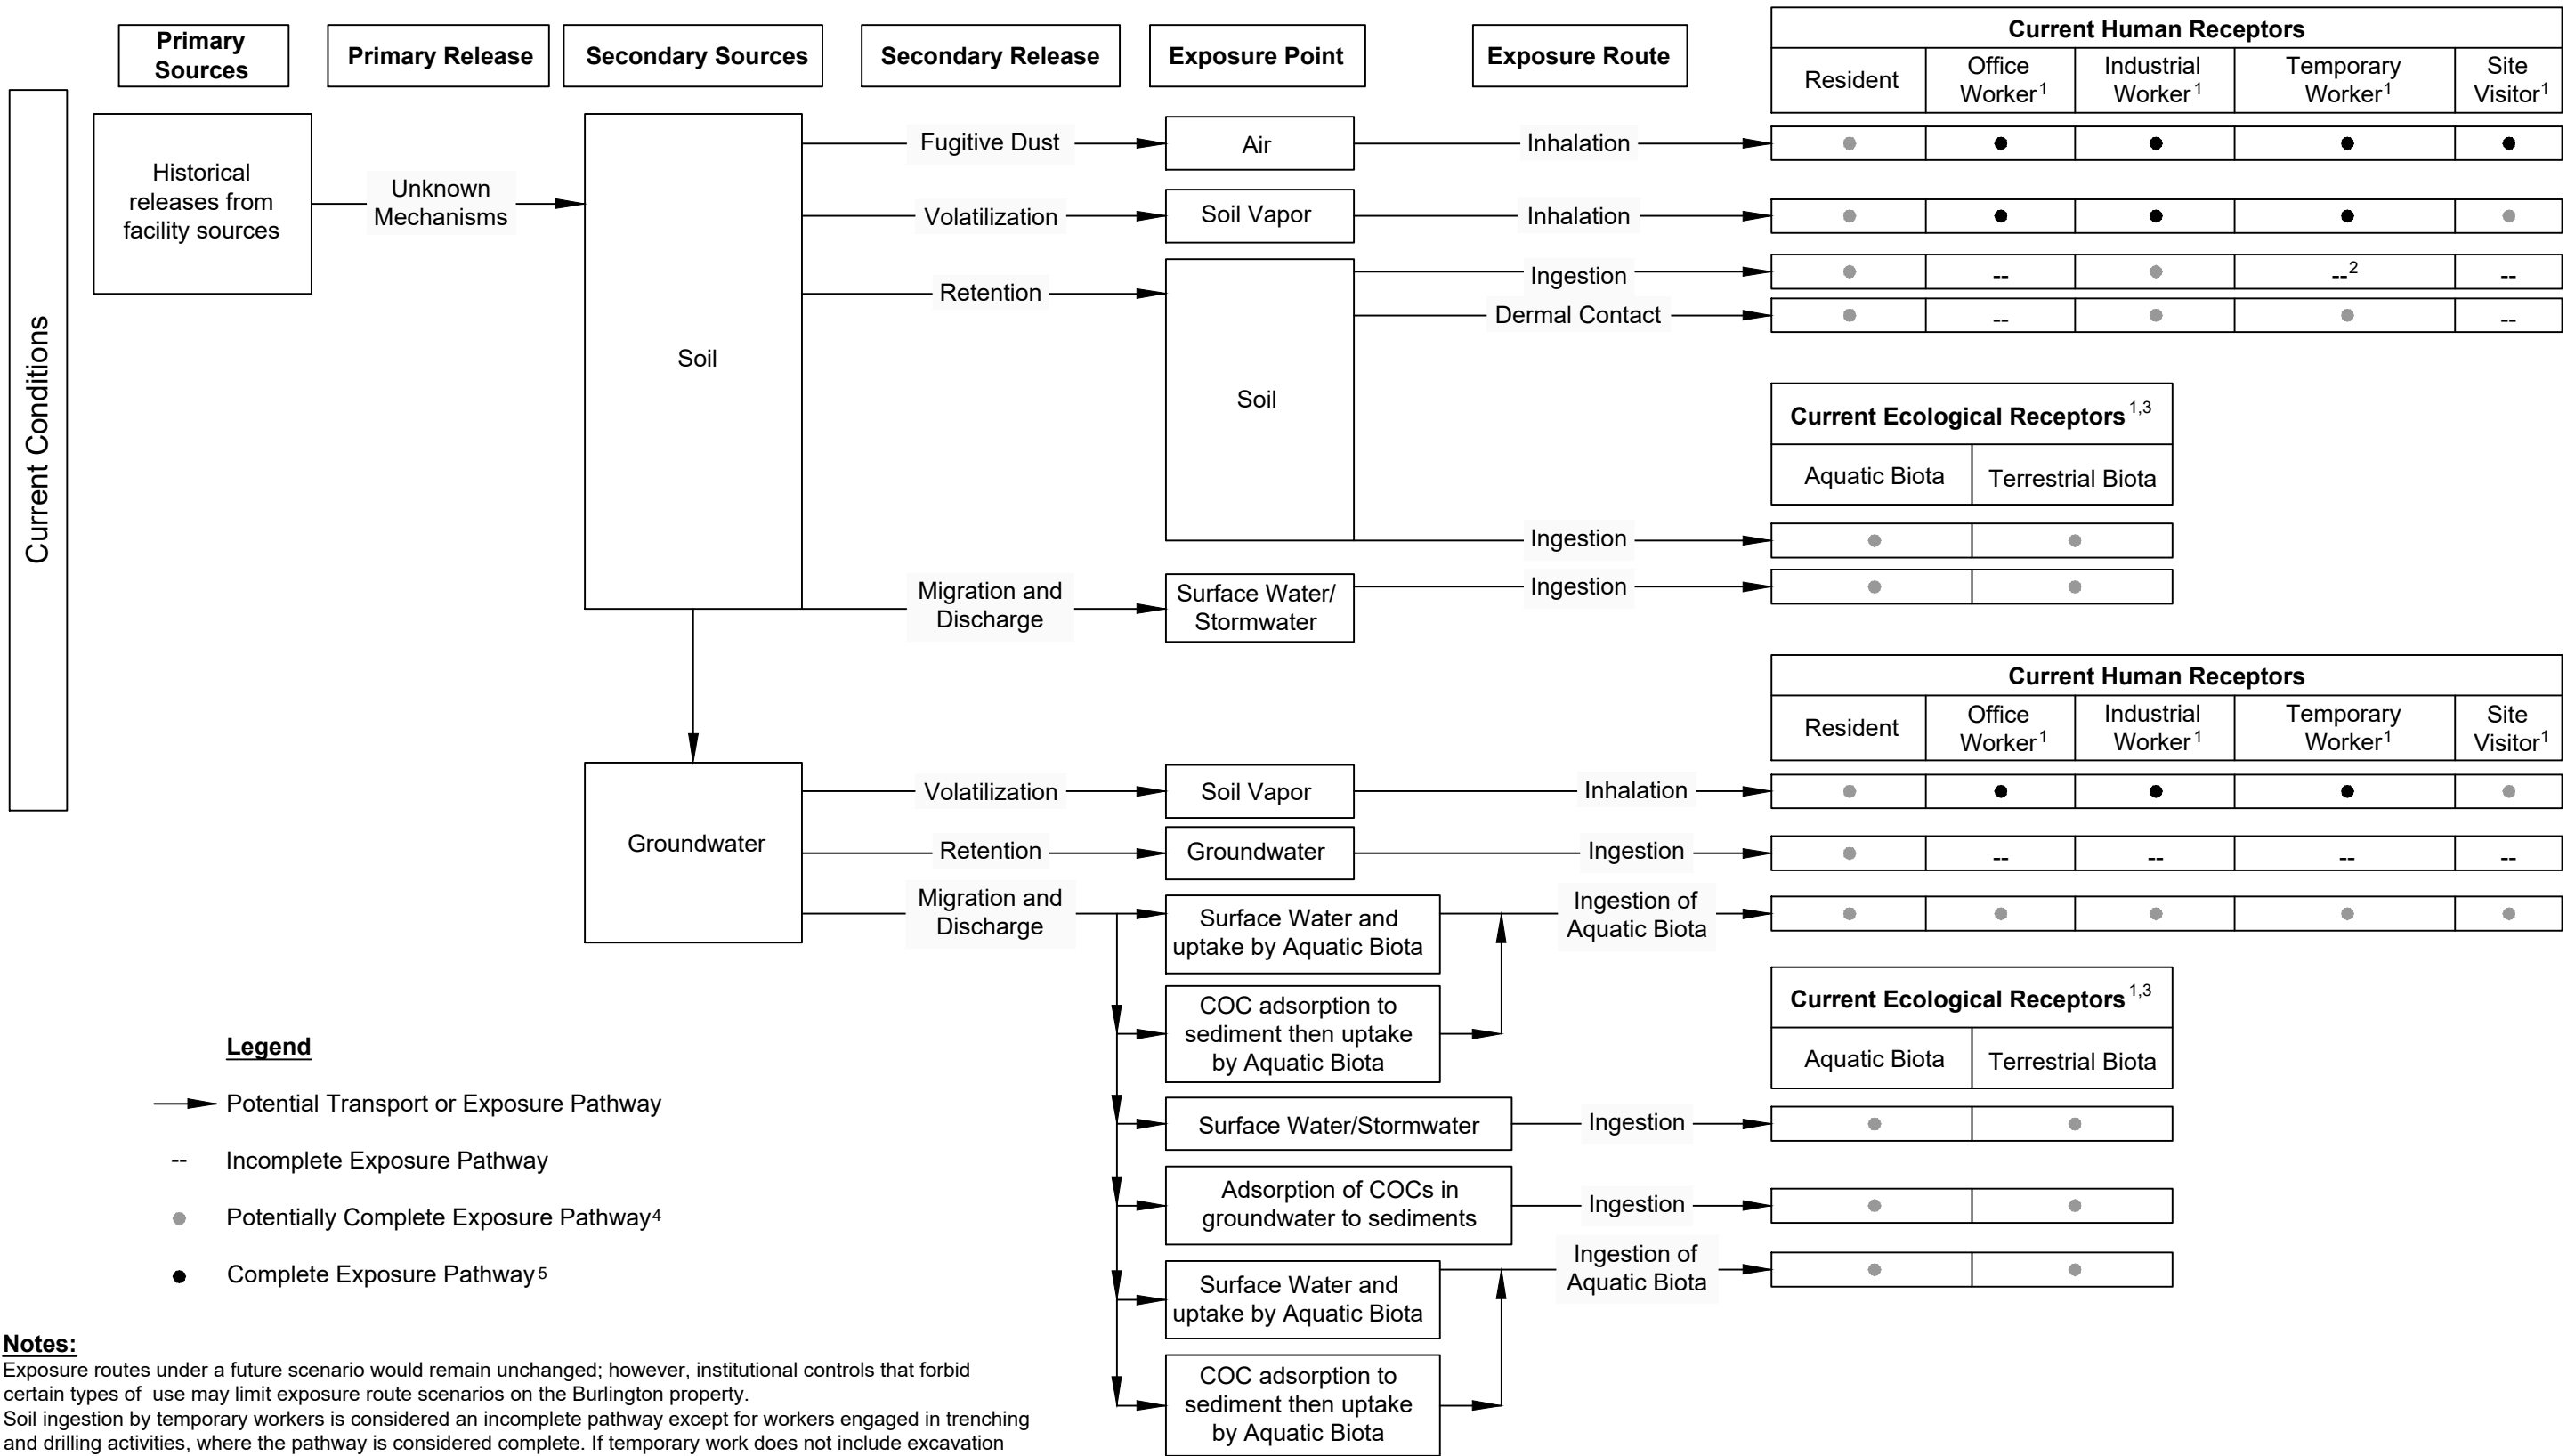 Primary
Sources
Primary Release
Secondary Sources
Secondary Release
Exposure Point
Exposure Route
Current Human Receptors
Resident
Office
Worker1
Industrial
Worker1
Temporary
Worker1
Site
Visitor1
Current Conditions
Historical
releases from
facility sources
Unknown
Mechanisms
Soil
Fugitive Dust
Air
Inhalation
Volatilization
Soil Vapor
Inhalation
Retention
Soil
Ingestion
-- --2 --
Dermal Contact
-- --
Current Ecological Receptors 1,3
Aquatic Biota
Terrestrial Biota
Ingestion
Migration and
Discharge
Surface Water/
Stormwater
Ingestion
Current Human Receptors
Resident
Office
Worker1
Industrial
Worker1
Temporary
Worker1
Site
Visitor1
Groundwater
Volatilization
Soil Vapor
Inhalation
Retention
Groundwater
Ingestion
-- -- -- --
Migration and
Discharge
Surface Water and
uptake by Aquatic Biota
Ingestion of
Aquatic Biota
COC adsorption to
sediment then uptake
by Aquatic Biota
Current Ecological Receptors 1,3
Aquatic Biota
Terrestrial Biota
Surface Water/Stormwater
Ingestion
Adsorption of COCs in
groundwater to sediments
Ingestion
Surface Water and
uptake by Aquatic Biota
Ingestion of
Aquatic Biota
COC adsorption to
sediment then uptake
by Aquatic Biota
Legend
Potential Transport or Exposure Pathway
-- Incomplete Exposure Pathway
Potentially Complete Exposure Pathway4
Complete Exposure Pathway5
Notes:
Exposure routes under a future scenario would remain unchanged; however, institutional controls that forbid
certain types of use may limit exposure route scenarios on the Burlington property.
Soil ingestion by temporary workers is considered an incomplete pathway except for workers engaged in trenching
and drilling activities, where the pathway is considered complete. If temporary work does not include excavation